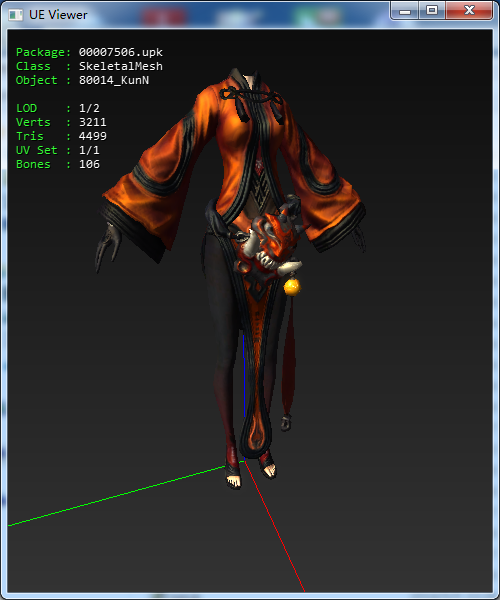 UE Viewer
Package: 00007506.upk
Class : SkeletalMesh
Object : 80014_KunN
LOD : 1/2
Verts : 3211
Tris : 4499
UV Set : 1/1
Bones : 106